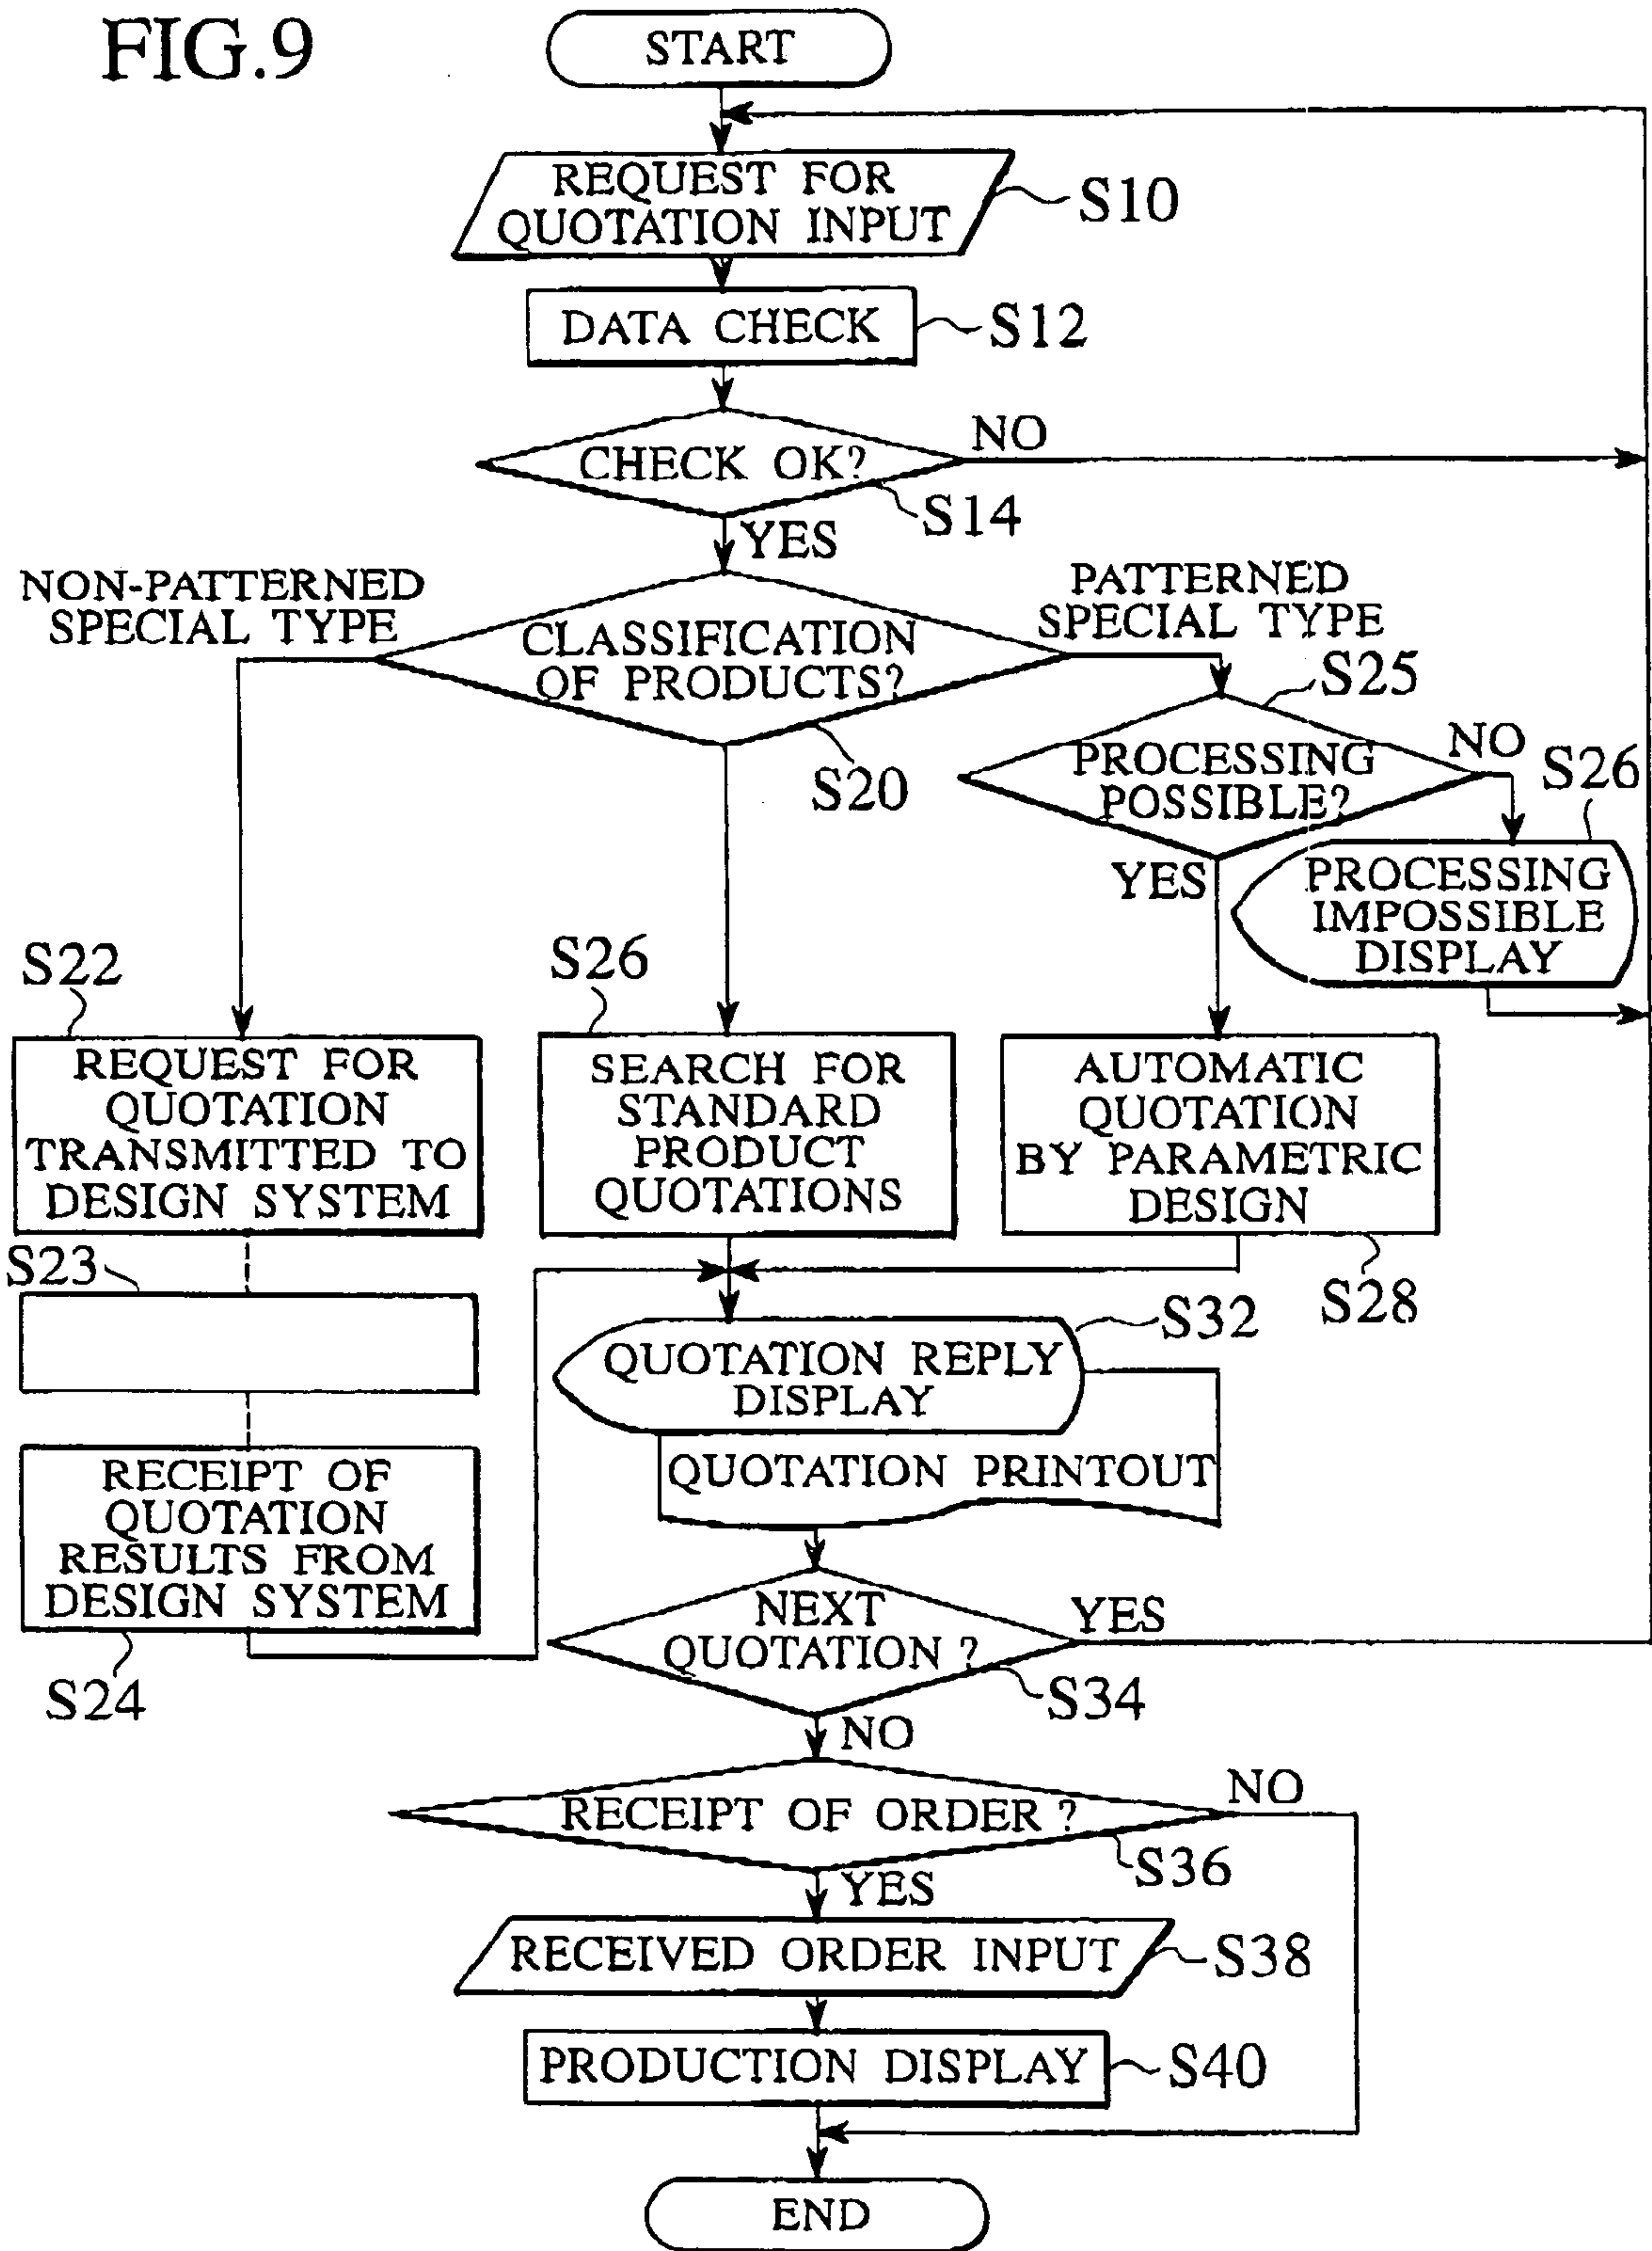 FIG.9
START
REQUEST FOR
QUOTATION INPUT
S10
DATA CHECK
S12
CHECK OK?
NO
S14
YES
NON-PATTERNED
SPECIAL TYPE
CLASSIFICATION
OF PRODUCTS?
PATTERNED
SPECIAL TYPE
S20
S25
PROCESSING
POSSIBLE?
NO
S26
YES
PROCESSING
IMPOSSIBLE
DISPLAY
S22
REQUEST FOR
QUOTATION
TRANSMITTED TO
DESIGN SYSTEM
S26
SEARCH FOR
STANDARD
PRODUCT
QUOTATIONS
AUTOMATIC
QUOTATION
BY PARAMETRIC
DESIGN
S28
S23
S32
QUOTATION REPLY
DISPLAY
QUOTATION PRINTOUT
RECEIPT OF
QUOTATION
RESULTS FROM
DESIGN SYSTEM
S24
NEXT
QUOTATION ?
YES
S34
NO
RECEIPT OF ORDER ?
NO
S36
YES
RECEIVED ORDER INPUT
S38
PRODUCTION DISPLAY
S40
END